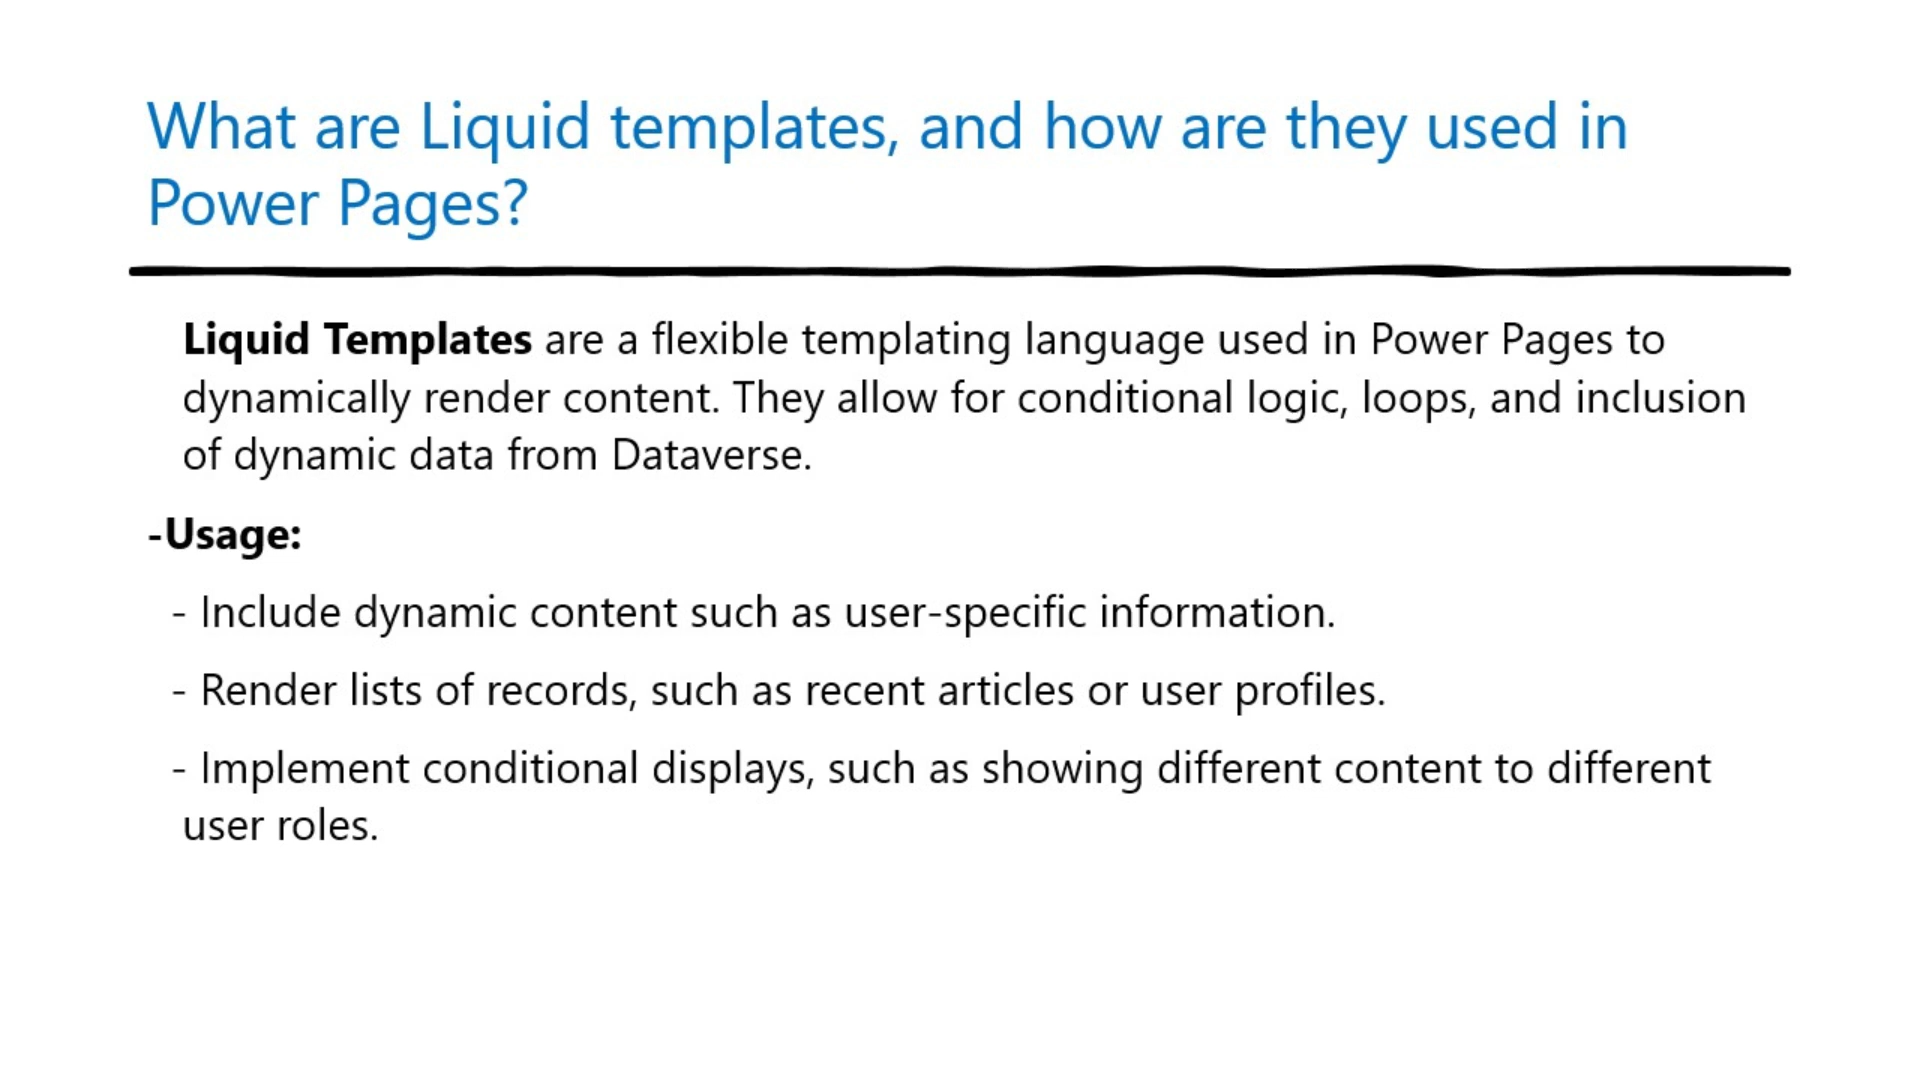 What are Liquid templates, and how are they used in
Power Pages?
Liquid Templates are a flexible templating language used in Power Pages to
dynamically render content. They allow for conditional logic, loops, and inclusion
of dynamic data from Dataverse.
-Usage:
- Include dynamic content such as user-specific information.
- Render lists of records, such as recent articles or user profiles.
- Implement conditional displays, such as showing different content to different
user roles.